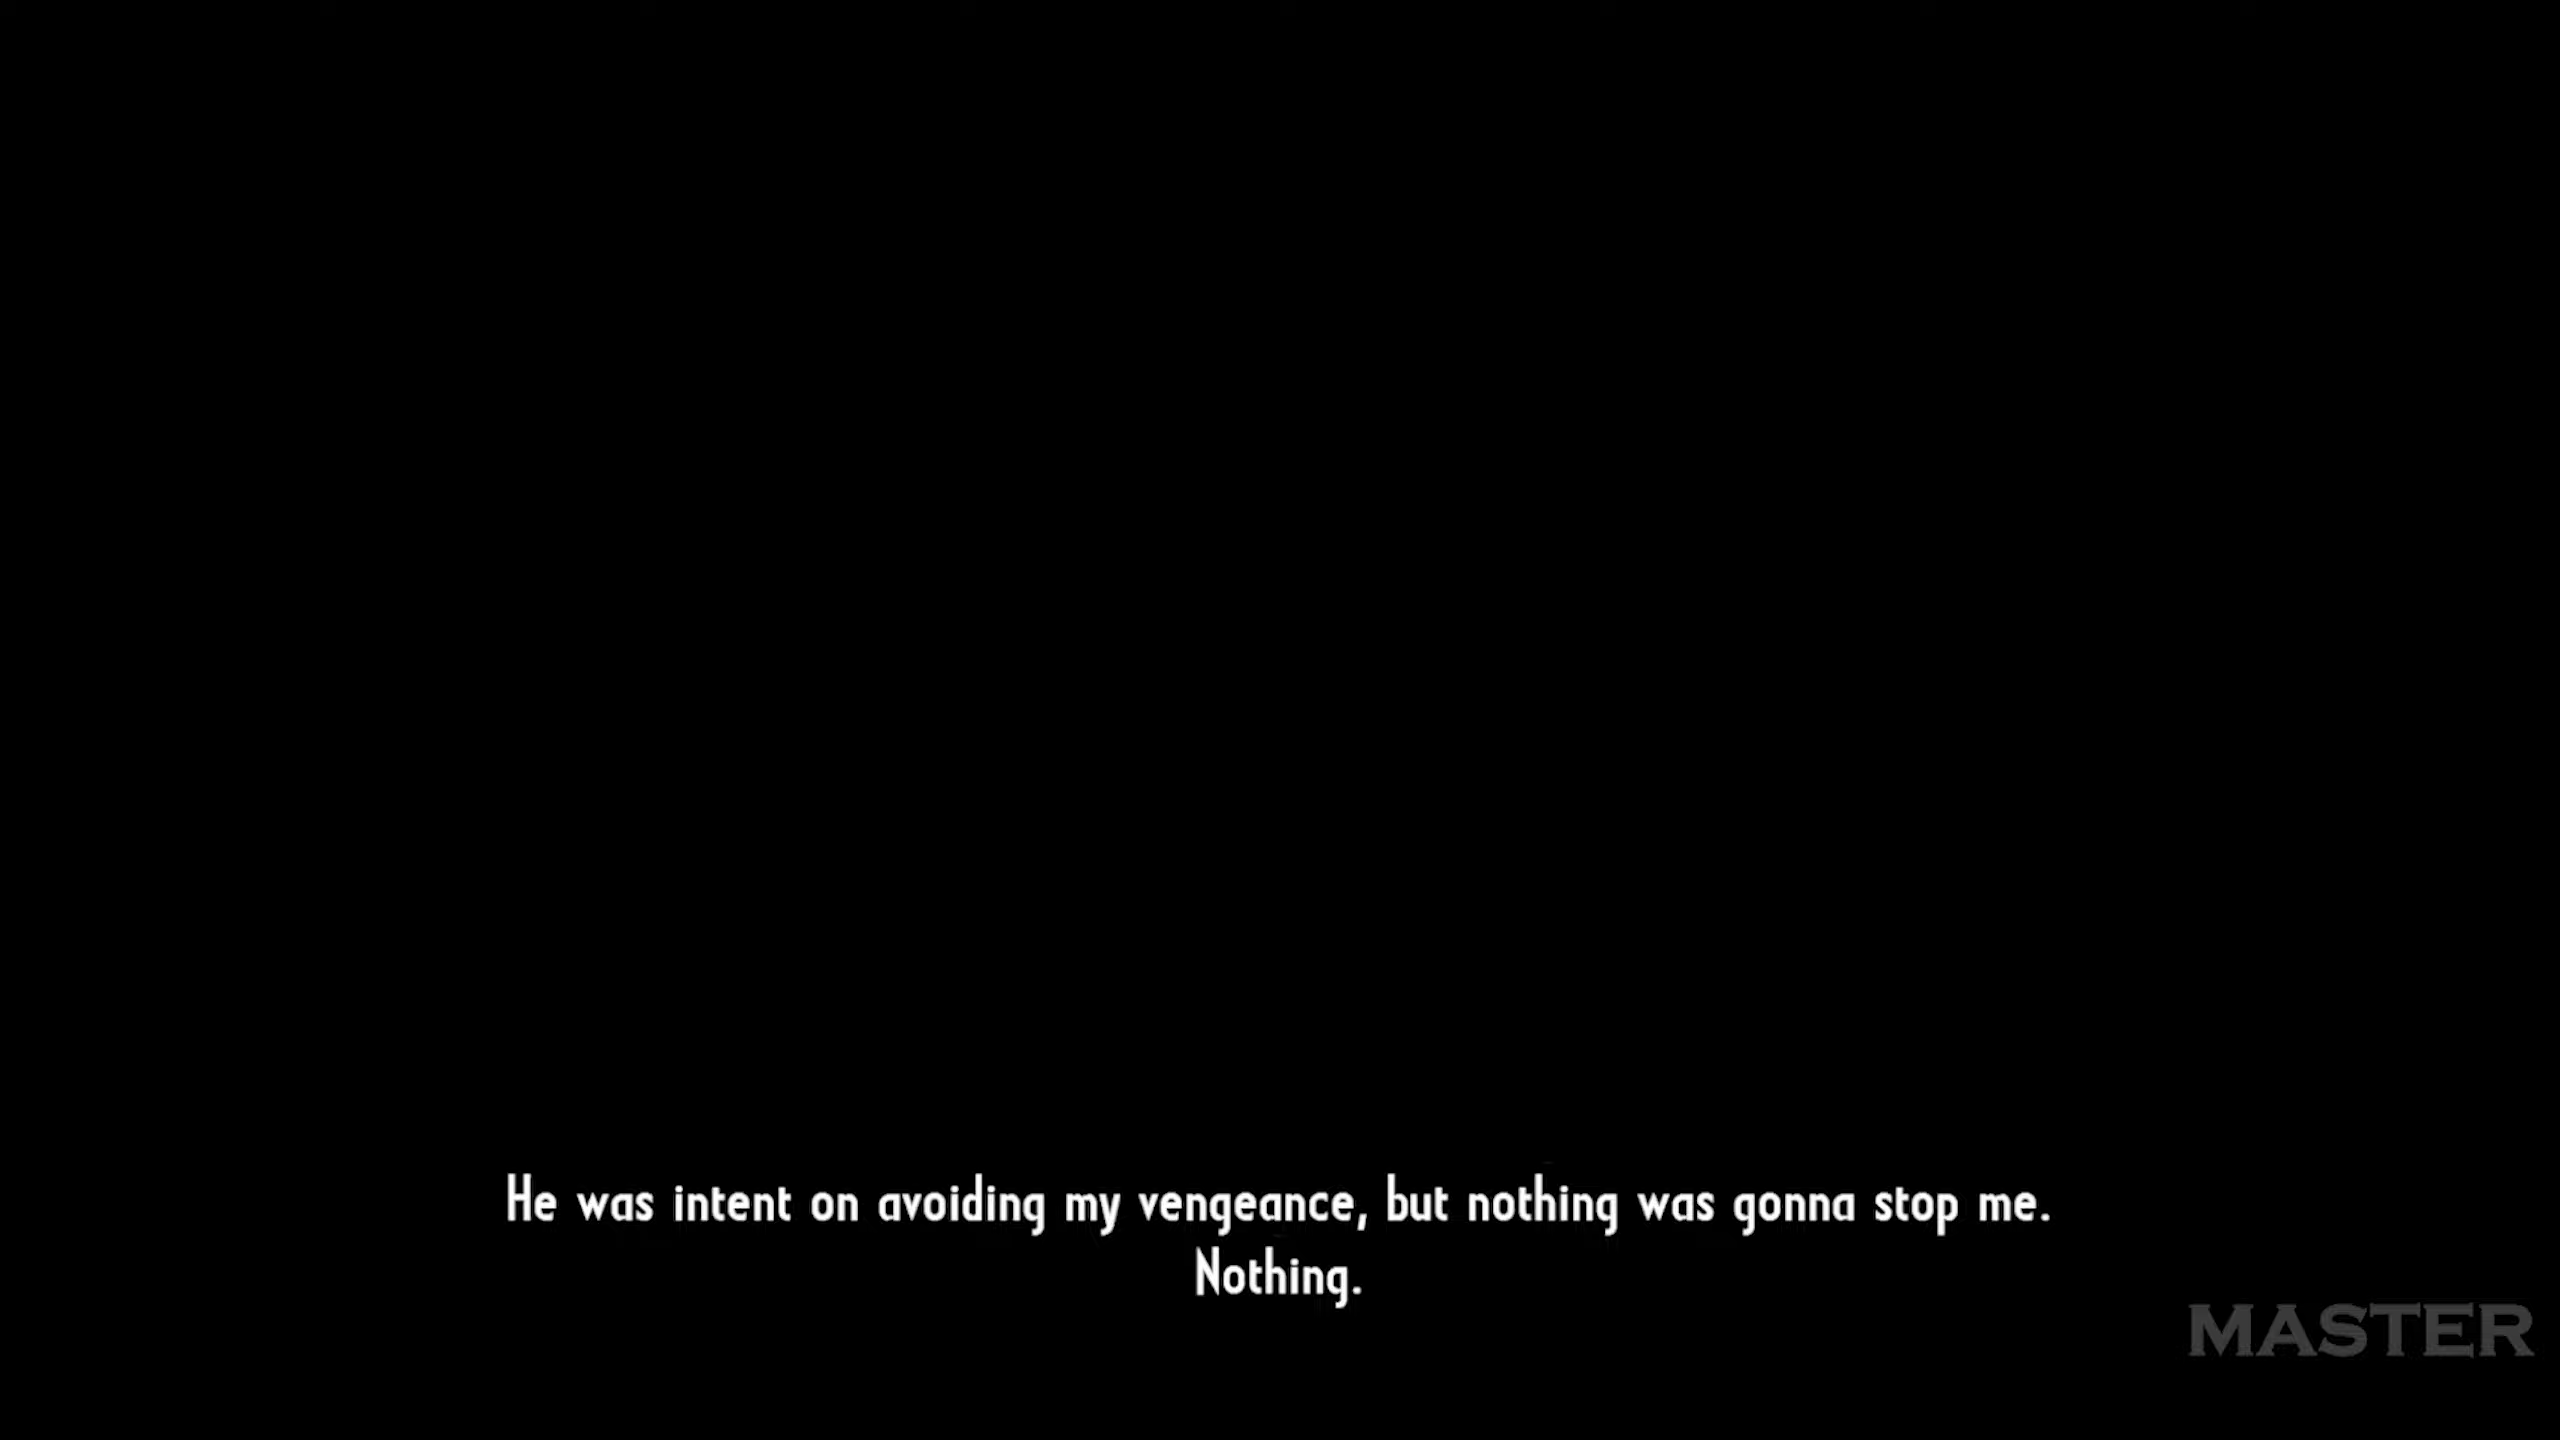 He was intent on avoiding my vengeance, but nothing was gonna stop me.
Nothing.
MASTER